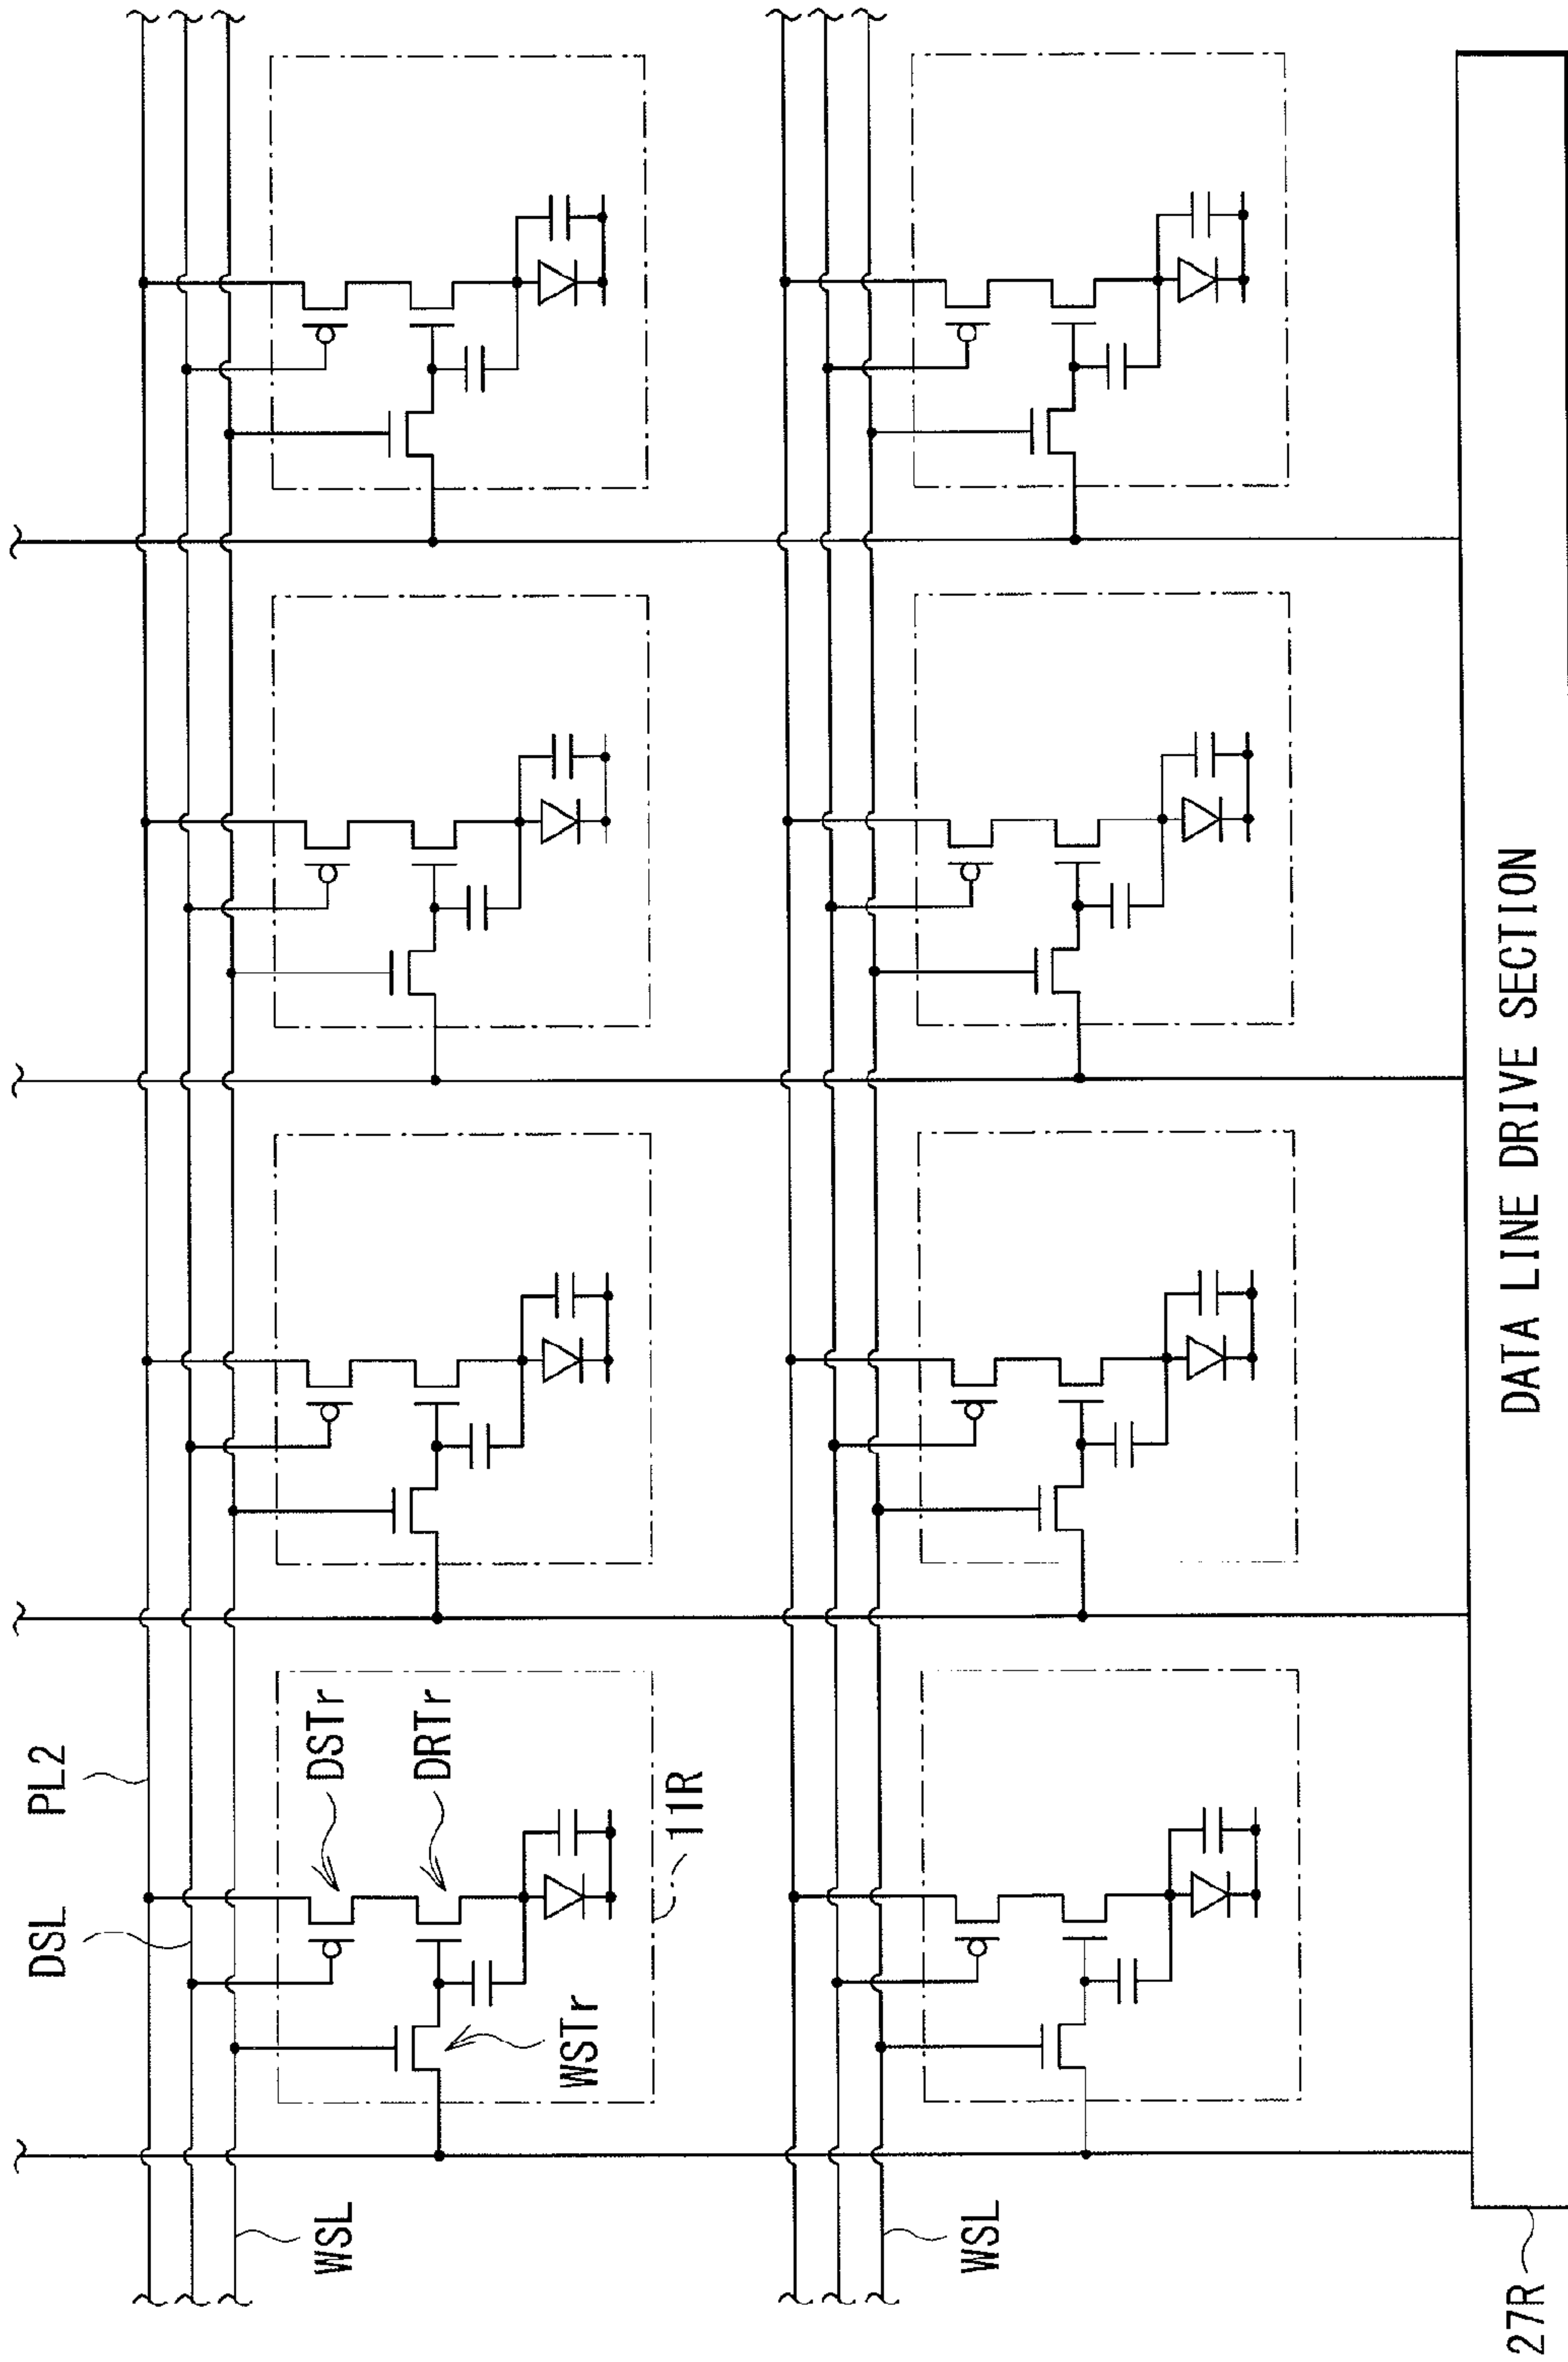 DSL
PL2
WSL
DSTr
DRTr
WSTr
11R
WSL
DATA LINE DRIVE SECTION
27R